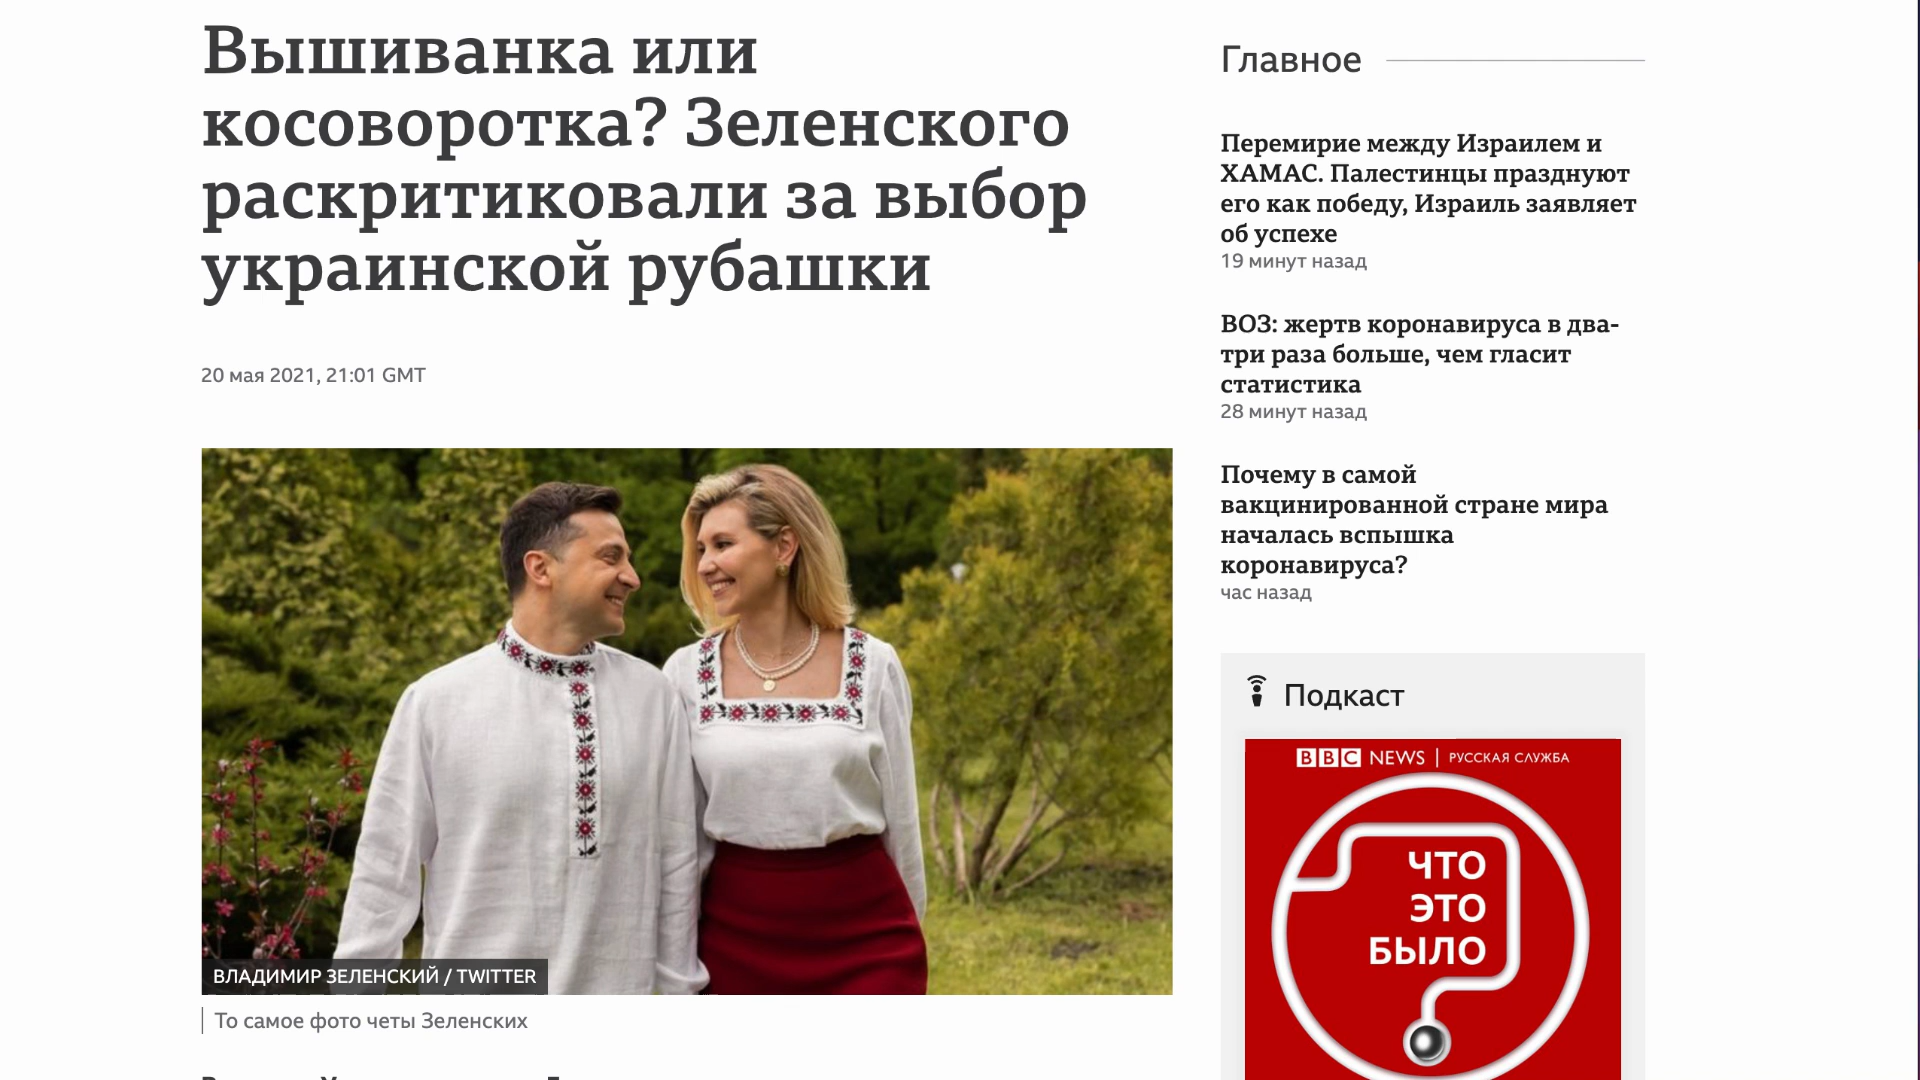 Вышиванка или
косоворотка? Зеленского
раскритиковали за выбор
украинской рубашки
20 мая 2021, 21:01 GMT
ВЛАДИМИР ЗЕЛЕНСКИЙ / TWITTER
То самое фото четы Зеленских
Главное
Перемирие между Израилем и
ХАМАС. Палестинцы празднуют
его как победу, Израиль заявляет
об успехе
19 минут назад
ВОЗ: жертв коронавируса в два-
три раза больше, чем гласит
статистика
28 минут назад
Почему в самой
вакцинированной стране мира
началась вспышка
коронавируса?
час назад
Подкаст
BBC NEWS | РУССКАЯ СЛУЖБА
ЧТО
ЭТО
БЫЛО